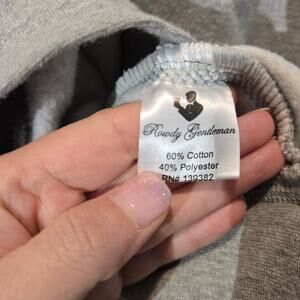 Rowdy Gentleman
60% Cotton
40% Polyester
RN# 139382